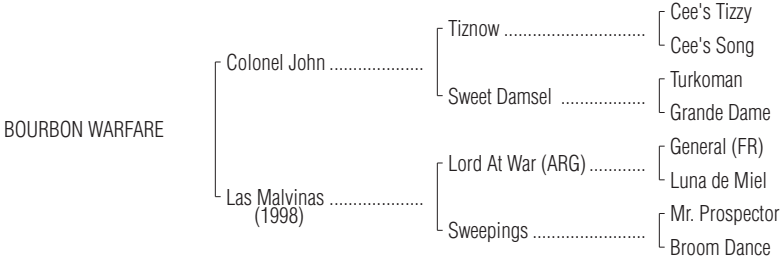 Cee's Tizzy
Tiznow ..............................
Cee's Song
Colonel John ....................
Turkoman
Sweet Damsel ..................
Grande Dame
BOURBON WARFARE
General (FR)
Lord At War (ARG) ............
Luna de Miel
Las Malvinas ....................
(1998)
Mr. Prospector
Sweepings ........................
Broom Dance